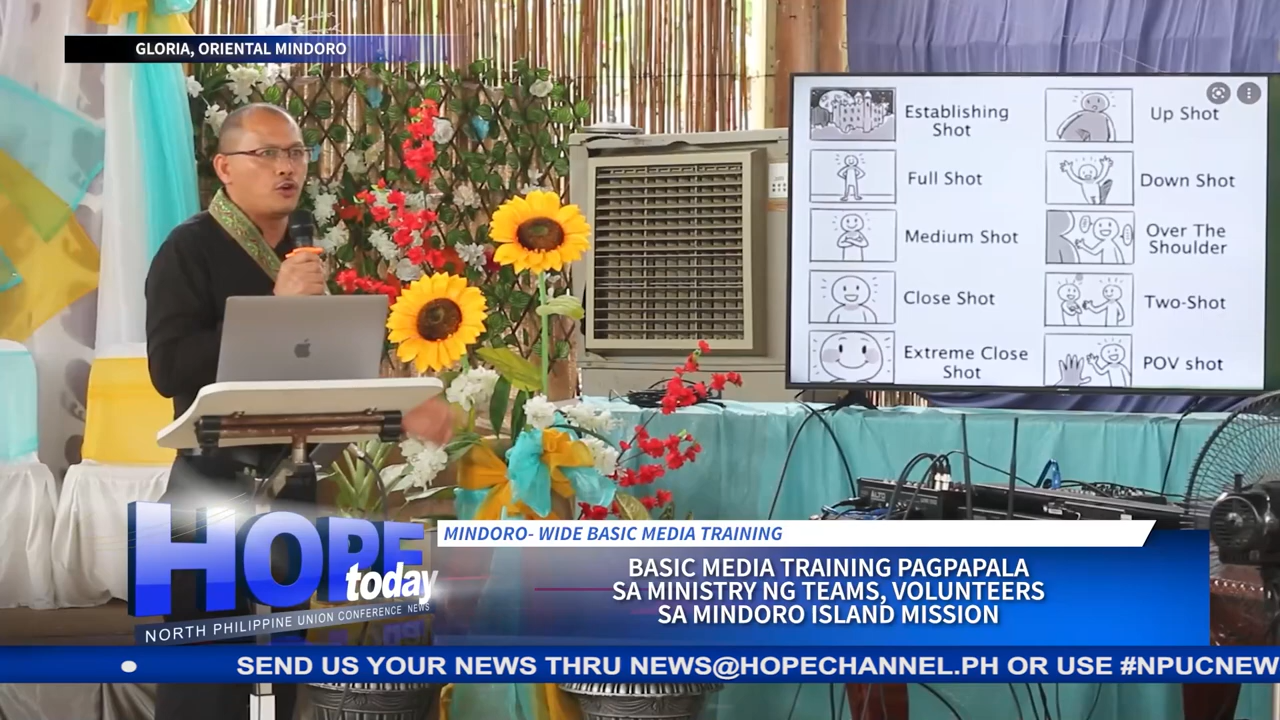 GLORIA, ORIENTAL MINDORO
Establishing
Shot
Up Shot
Full Shot
Down Shot
Medium Shot
Over The
Shoulder
Close Shot
Two-Shot
Extreme Close
Shot
POV shot
HOPE
today
NORTH PHILIPPINE UNION CONFERENCE NEWS
MINDORO- WIDE BASIC MEDIA TRAINING
BASIC MEDIA TRAINING PAGPAPALA
SA MINISTRY NG TEAMS, VOLUNTEERS
SA MINDORO ISLAND MISSION
SEND US YOUR NEWS THRU NEWS@HOPECHANNEL.PH OR USE #NPUCNEW